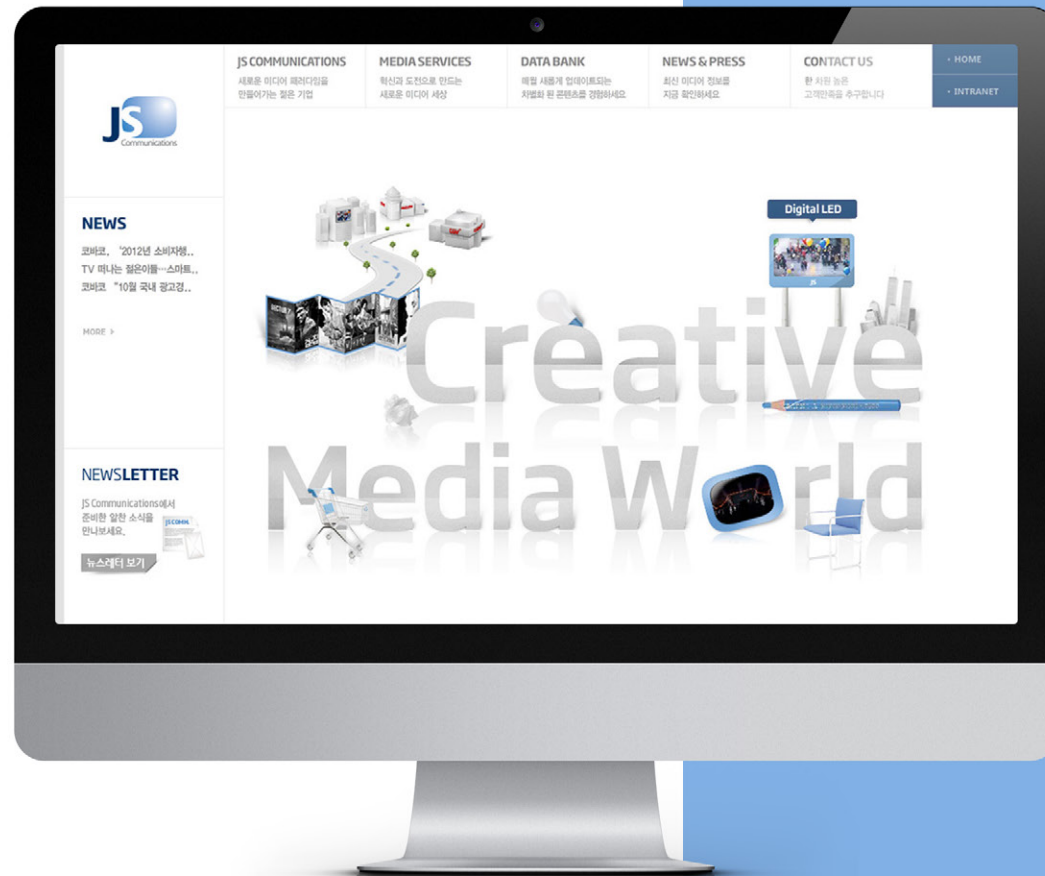 JS
Communications
NEWS
코바코, ‘2012년 소비자행..
TV 떠나는 젊은이들…스마트..
코바코 “10월 국내 광고경..
MORE >
NEWSLETTER
JS Communications에서
준비한 알찬 소식을
만나보세요.
JS COMM.
뉴스레터 보기
JS COMMUNICATIONS
새로운 미디어 패러다임을
만들어가는 젊은 기업
MEDIA SERVICES
혁신과 도전으로 만드는
새로운 미디어 세상
DATA BANK
매월 새롭게 업데이트되는
차별화 된 콘텐츠를 경험하세요
NEWS & PRESS
최신 미디어 정보를
지금 확인하세요
CONTACT US
한 차원 높은
고객만족을 추구합니다
HOME
INTRANET
Digital LED
JS
Creative
Media World